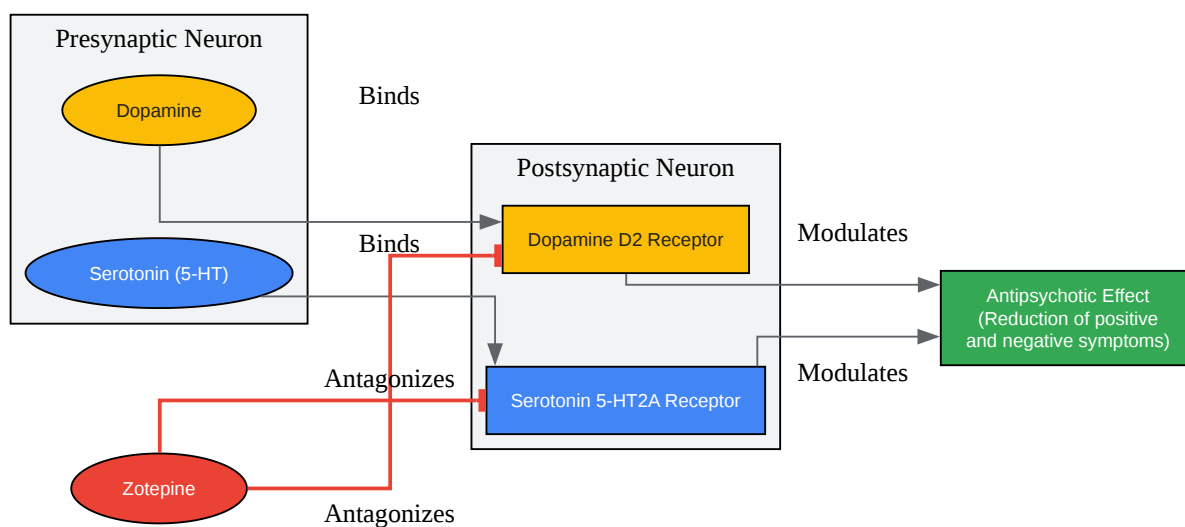 Presynaptic Neuron
Dopamine
Binds
Postsynaptic Neuron
Dopamine D2 Receptor
Modulates
Binds
Serotonin (5-HT)
Antipsychotic Effect
(Reduction of positive
and negative symptoms)
Modulates
Antagonizes
Serotonin 5-HT2A Receptor
Zotepine
Antagonizes